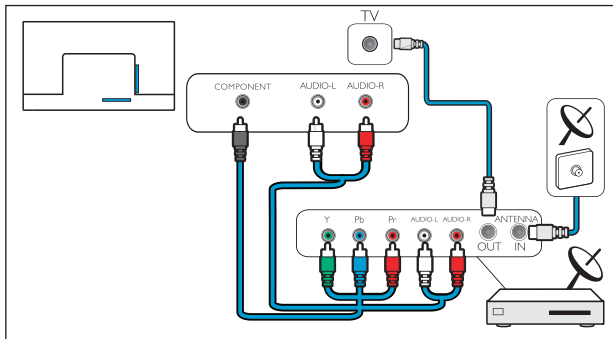 TV
COMPONENT AUDIO-L AUDIO-R
Y Pb Pr AUDIO-L AUDIO-R ANTENNA
OUT IN